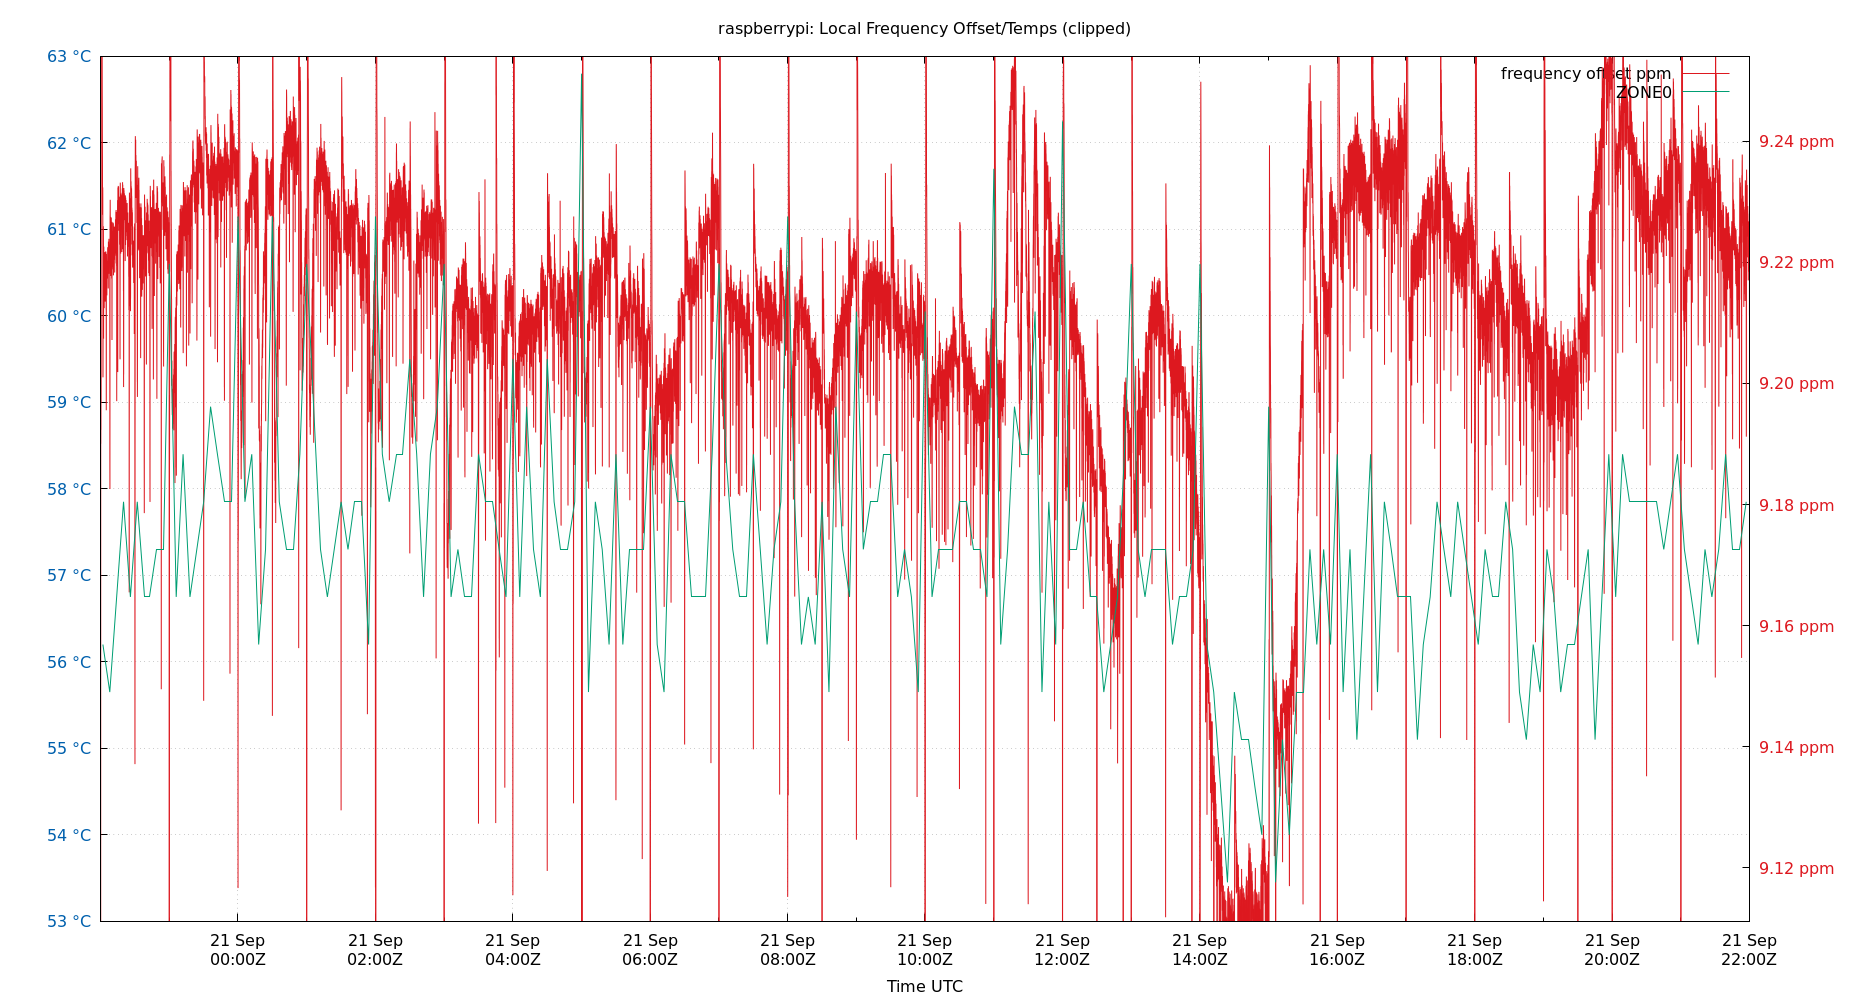 raspberrypi: Local Frequency Offset/Temps (clipped)
63 °C
62 °C
61 °C
60 °C
59 °C
58 °C
57 °C
56 °C
55 °C
54 °C
53 °C
frequency offset ppm
ZONE0
9.24 ppm
9.22 ppm
9.20 ppm
9.18 ppm
9.16 ppm
9.14 ppm
9.12 ppm
21 Sep 21 Sep 21 Sep 21 Sep 21 Sep 21 Sep 21 Sep 21 Sep 21 Sep 21 Sep 21 Sep 21 Sep
00:00Z 02:00Z 04:00Z 06:00Z 08:00Z 10:00Z 12:00Z 14:00Z 16:00Z 18:00Z 20:00Z 22:00Z
Time UTC